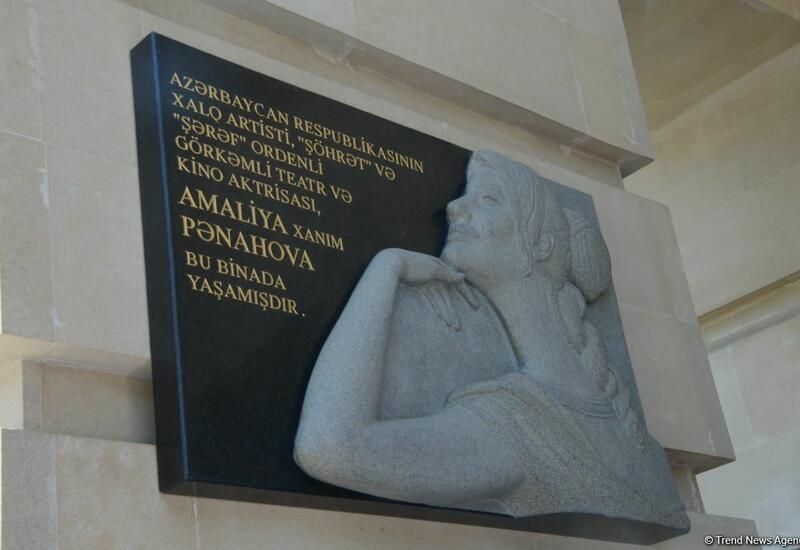 AZƏRBAYCAN RESPUBLİKASININ
XALQ ARTİSTİ, "ŞÖHRƏT" VƏ
"ŞƏRƏF" ORDENLİ
GÖRKƏMLİ TEATR VƏ
KİNO AKTRİSASI,
AMALİYA XANIM
PƏNAHOVA
BU BİNADA
YAŞAMIŞDIR.
© Trend News Agenc